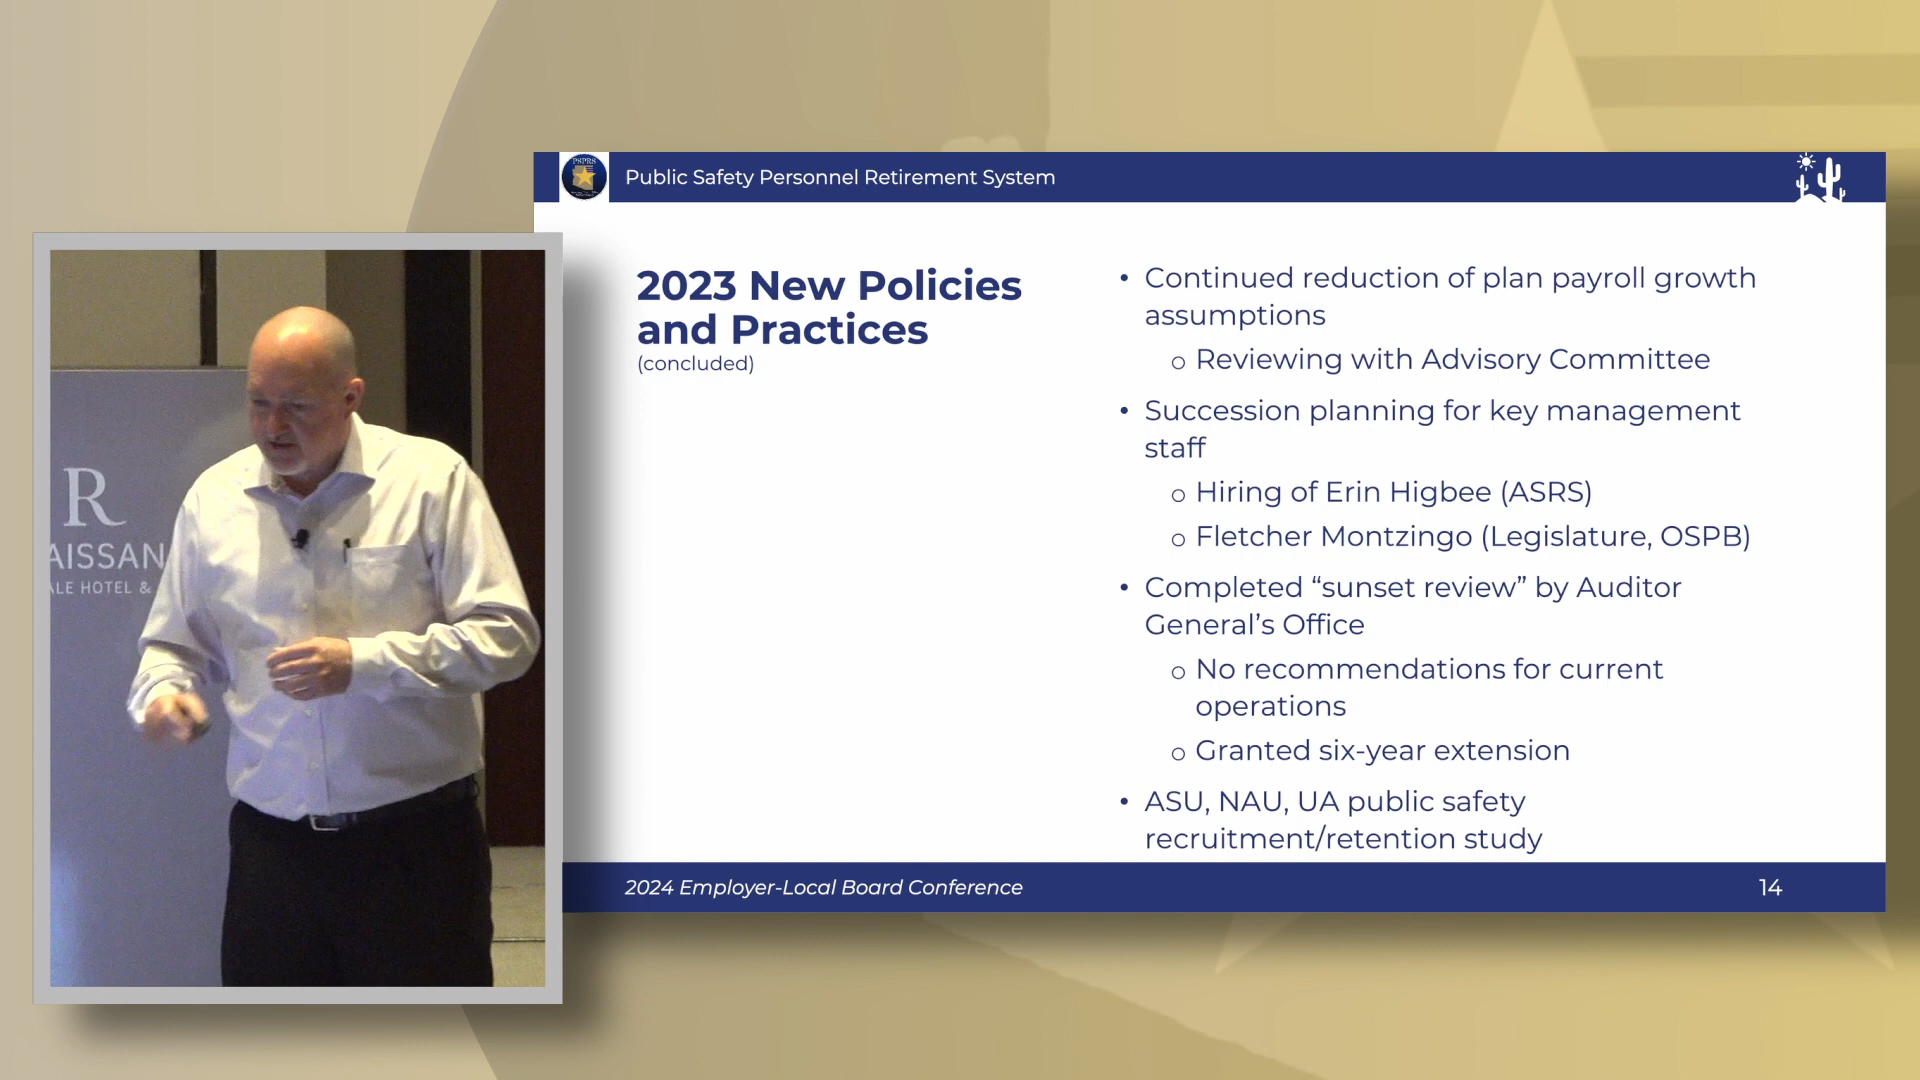 PSPRS
Public Safety Personnel Retirement System
2023 New Policies
and Practices
(concluded)
• Continued reduction of plan payroll growth
assumptions
o Reviewing with Advisory Committee
• Succession planning for key management
staff
o Hiring of Erin Higbee (ASRS)
o Fletcher Montzingo (Legislature, OSPB)
• Completed “sunset review” by Auditor
General’s Office
o No recommendations for current
operations
o Granted six-year extension
• ASU, NAU, UA public safety
recruitment/retention study
2024 Employer-Local Board Conference
14
R
AISSAN
ALE HOTEL &